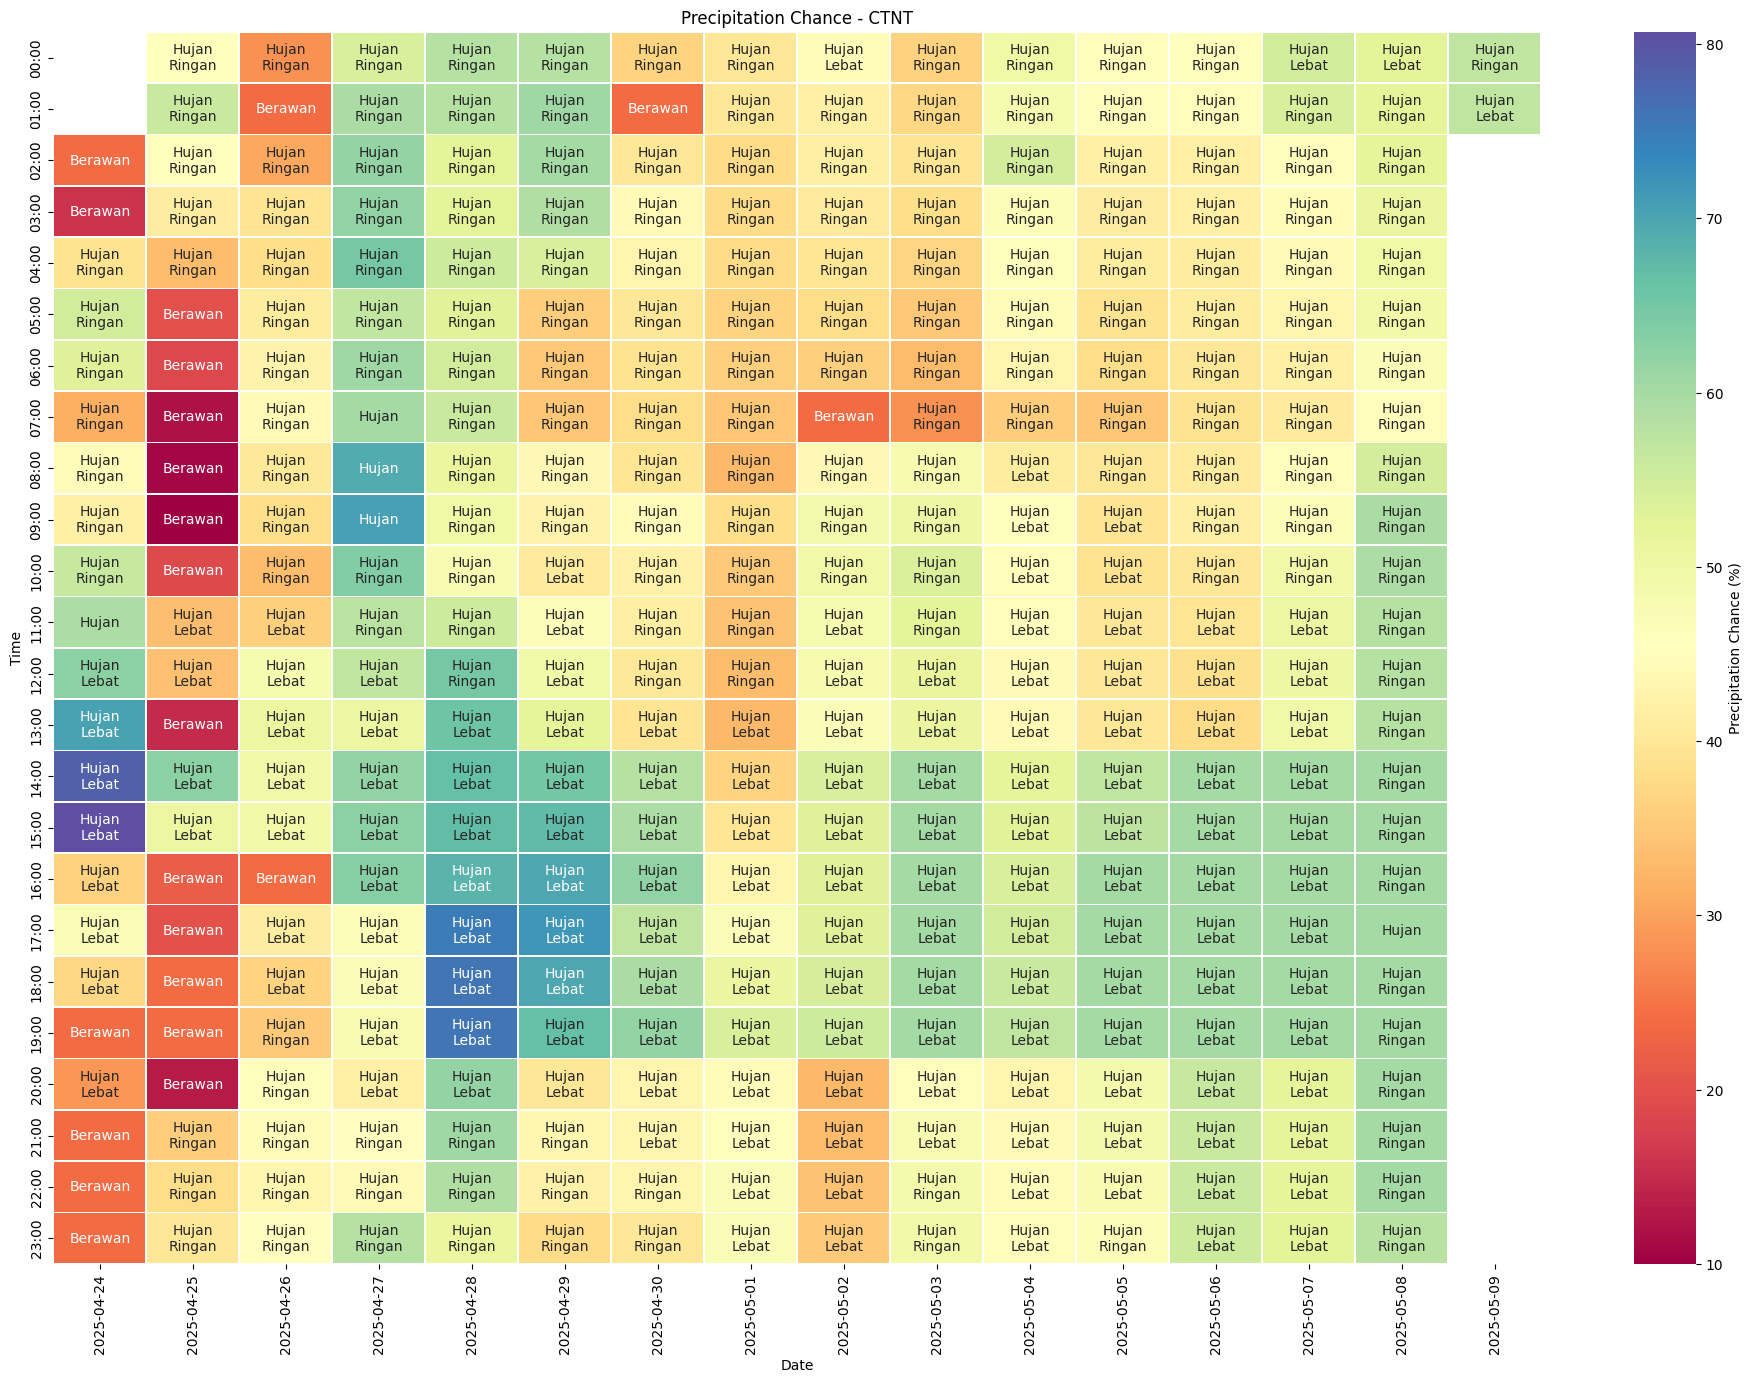 Precipitation Chance - CTNT
Time
00:00 Hujan Ringan Hujan Ringan Hujan Ringan Hujan Ringan Hujan Ringan Hujan Ringan Hujan Ringan Hujan Lebat Hujan Ringan Hujan Ringan Hujan Ringan Hujan Ringan Hujan Lebat Hujan Lebat Hujan Ringan
01:00 Hujan Ringan Berawan Hujan Ringan Hujan Ringan Hujan Ringan Berawan Hujan Ringan Hujan Ringan Hujan Ringan Hujan Ringan Hujan Ringan Hujan Ringan Hujan Ringan Hujan Ringan Hujan Lebat
02:00 Berawan Hujan Ringan Hujan Ringan Hujan Ringan Hujan Ringan Hujan Ringan Hujan Ringan Hujan Ringan Hujan Ringan Hujan Ringan Hujan Ringan Hujan Ringan Hujan Ringan Hujan Ringan Hujan Ringan
03:00 Berawan Hujan Ringan Hujan Ringan Hujan Ringan Hujan Ringan Hujan Ringan Hujan Ringan Hujan Ringan Hujan Ringan Hujan Ringan Hujan Ringan Hujan Ringan Hujan Ringan Hujan Ringan Hujan Ringan
04:00 Hujan Ringan Hujan Ringan Hujan Ringan Hujan Ringan Hujan Ringan Hujan Ringan Hujan Ringan Hujan Ringan Hujan Ringan Hujan Ringan Hujan Ringan Hujan Ringan Hujan Ringan Hujan Ringan Hujan Ringan
05:00 Hujan Ringan Berawan Hujan Ringan Hujan Ringan Hujan Ringan Hujan Ringan Hujan Ringan Hujan Ringan Hujan Ringan Hujan Ringan Hujan Ringan Hujan Ringan Hujan Ringan Hujan Ringan Hujan Ringan
06:00 Hujan Ringan Berawan Hujan Ringan Hujan Ringan Hujan Ringan Hujan Ringan Hujan Ringan Hujan Ringan Hujan Ringan Hujan Ringan Hujan Ringan Hujan Ringan Hujan Ringan Hujan Ringan Hujan Ringan
07:00 Hujan Ringan Berawan Hujan Ringan Hujan Hujan Ringan Hujan Ringan Hujan Ringan Hujan Ringan Berawan Hujan Ringan Hujan Ringan Hujan Ringan Hujan Ringan Hujan Ringan Hujan Ringan
08:00 Hujan Ringan Berawan Hujan Ringan Hujan Hujan Ringan Hujan Ringan Hujan Ringan Hujan Ringan Hujan Ringan Hujan Ringan Hujan Lebat Hujan Ringan Hujan Ringan Hujan Ringan Hujan Ringan
09:00 Hujan Ringan Berawan Hujan Ringan Hujan Hujan Ringan Hujan Ringan Hujan Ringan Hujan Ringan Hujan Ringan Hujan Ringan Hujan Lebat Hujan Lebat Hujan Ringan Hujan Ringan Hujan Ringan
10:00 Hujan Ringan Berawan Hujan Ringan Hujan Ringan Hujan Ringan Hujan Lebat Hujan Ringan Hujan Ringan Hujan Ringan Hujan Ringan Hujan Lebat Hujan Lebat Hujan Ringan Hujan Ringan Hujan Ringan
11:00 Hujan Hujan Lebat Hujan Lebat Hujan Ringan Hujan Ringan Hujan Lebat Hujan Ringan Hujan Ringan Hujan Lebat Hujan Ringan Hujan Lebat Hujan Lebat Hujan Lebat Hujan Lebat Hujan Ringan
12:00 Hujan Lebat Hujan Lebat Hujan Lebat Hujan Lebat Hujan Ringan Hujan Lebat Hujan Ringan Hujan Ringan Hujan Lebat Hujan Lebat Hujan Lebat Hujan Lebat Hujan Lebat Hujan Lebat Hujan Ringan
13:00 Hujan Lebat Berawan Hujan Lebat Hujan Lebat Hujan Lebat Hujan Lebat Hujan Lebat Hujan Lebat Hujan Lebat Hujan Lebat Hujan Lebat Hujan Lebat Hujan Lebat Hujan Lebat Hujan Ringan
14:00 Hujan Lebat Hujan Lebat Hujan Lebat Hujan Lebat Hujan Lebat Hujan Lebat Hujan Lebat Hujan Lebat Hujan Lebat Hujan Lebat Hujan Lebat Hujan Lebat Hujan Lebat Hujan Lebat Hujan Ringan
15:00 Hujan Lebat Hujan Lebat Hujan Lebat Hujan Lebat Hujan Lebat Hujan Lebat Hujan Lebat Hujan Lebat Hujan Lebat Hujan Lebat Hujan Lebat Hujan Lebat Hujan Lebat Hujan Lebat Hujan Ringan
16:00 Hujan Lebat Berawan Berawan Hujan Lebat Hujan Lebat Hujan Lebat Hujan Lebat Hujan Lebat Hujan Lebat Hujan Lebat Hujan Lebat Hujan Lebat Hujan Lebat Hujan Lebat Hujan Ringan
17:00 Hujan Lebat Berawan Hujan Lebat Hujan Lebat Hujan Lebat Hujan Lebat Hujan Lebat Hujan Lebat Hujan Lebat Hujan Lebat Hujan Lebat Hujan Lebat Hujan Lebat Hujan Lebat Hujan
18:00 Hujan Lebat Berawan Hujan Lebat Hujan Lebat Hujan Lebat Hujan Lebat Hujan Lebat Hujan Lebat Hujan Lebat Hujan Lebat Hujan Lebat Hujan Lebat Hujan Lebat Hujan Lebat Hujan Ringan
19:00 Berawan Berawan Hujan Ringan Hujan Lebat Hujan Lebat Hujan Lebat Hujan Lebat Hujan Lebat Hujan Lebat Hujan Lebat Hujan Lebat Hujan Lebat Hujan Lebat Hujan Lebat Hujan Ringan
20:00 Hujan Lebat Berawan Hujan Ringan Hujan Lebat Hujan Lebat Hujan Lebat Hujan Lebat Hujan Lebat Hujan Lebat Hujan Lebat Hujan Lebat Hujan Lebat Hujan Lebat Hujan Lebat Hujan Ringan
21:00 Berawan Hujan Ringan Hujan Ringan Hujan Ringan Hujan Ringan Hujan Ringan Hujan Lebat Hujan Lebat Hujan Lebat Hujan Lebat Hujan Lebat Hujan Lebat Hujan Lebat Hujan Lebat Hujan Ringan
22:00 Berawan Hujan Ringan Hujan Ringan Hujan Ringan Hujan Ringan Hujan Ringan Hujan Ringan Hujan Lebat Hujan Lebat Hujan Ringan Hujan Lebat Hujan Lebat Hujan Lebat Hujan Lebat Hujan Ringan
23:00 Berawan Hujan Ringan Hujan Ringan Hujan Ringan Hujan Ringan Hujan Ringan Hujan Ringan Hujan Lebat Hujan Lebat Hujan Ringan Hujan Lebat Hujan Ringan Hujan Lebat Hujan Lebat Hujan Ringan
2025-04-24
2025-04-25
2025-04-26
2025-04-27
2025-04-28
2025-04-29
2025-04-30
2025-05-01
2025-05-02
2025-05-03
2025-05-04
2025-05-05
2025-05-06
2025-05-07
2025-05-08
2025-05-09
Date
80
70
60
50
40
30
20
10
Precipitation Chance (%)